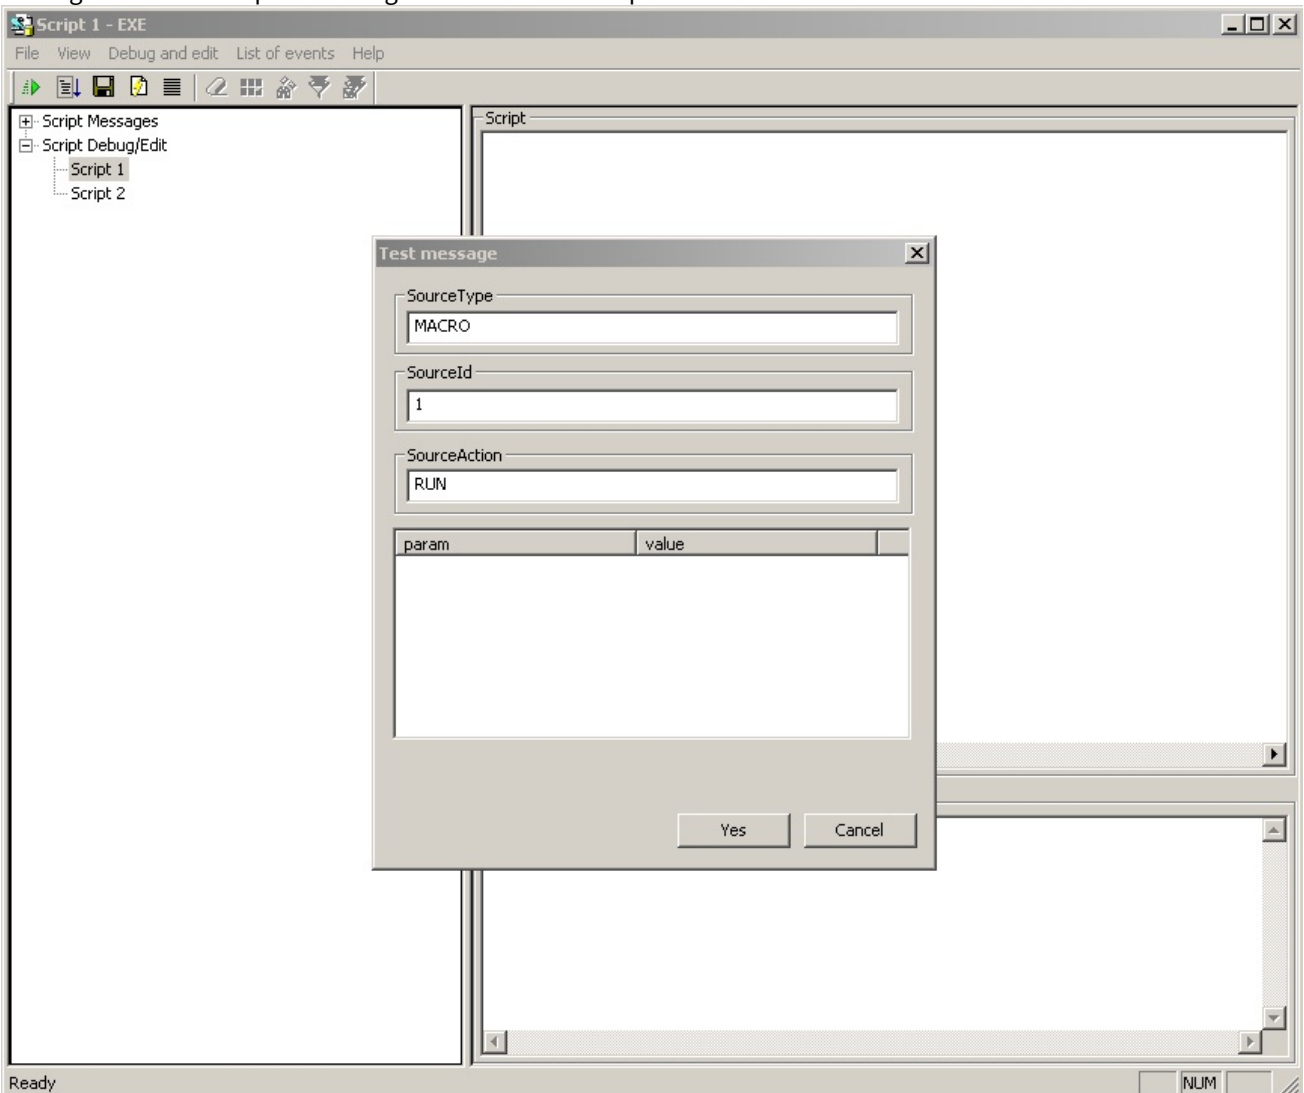 Script 1 - EXE
File View Debug and edit List of events Help
Script Messages
Script Debug/Edit
Script 1
Script 2
Script
Test message
SourceType
MACRO
SourceId
1
SourceAction
RUN
param value
Yes Cancel
Ready NUM